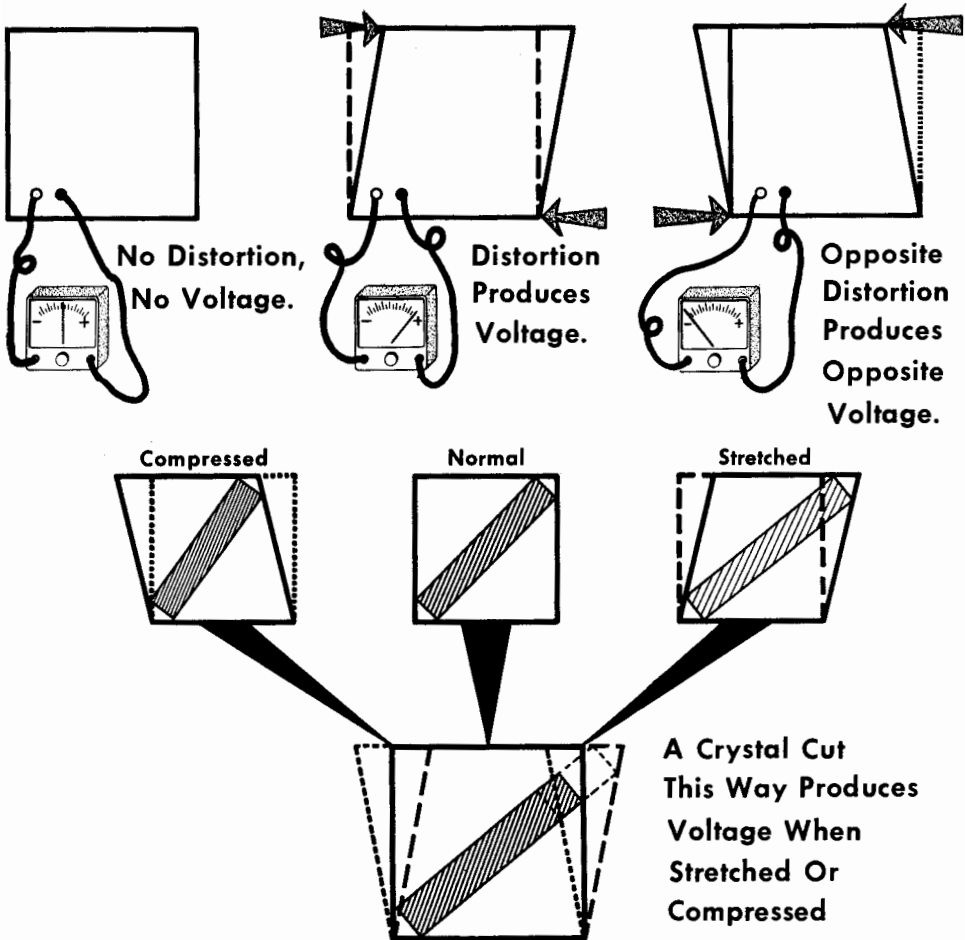 No Distortion,
No Voltage.
- +
Distortion
Produces
Voltage.
- +
Opposite
Distortion
Produces
Opposite
Voltage.
- +
Compressed
Normal
Stretched
A Crystal Cut
This Way Produces
Voltage When
Stretched Or
Compressed